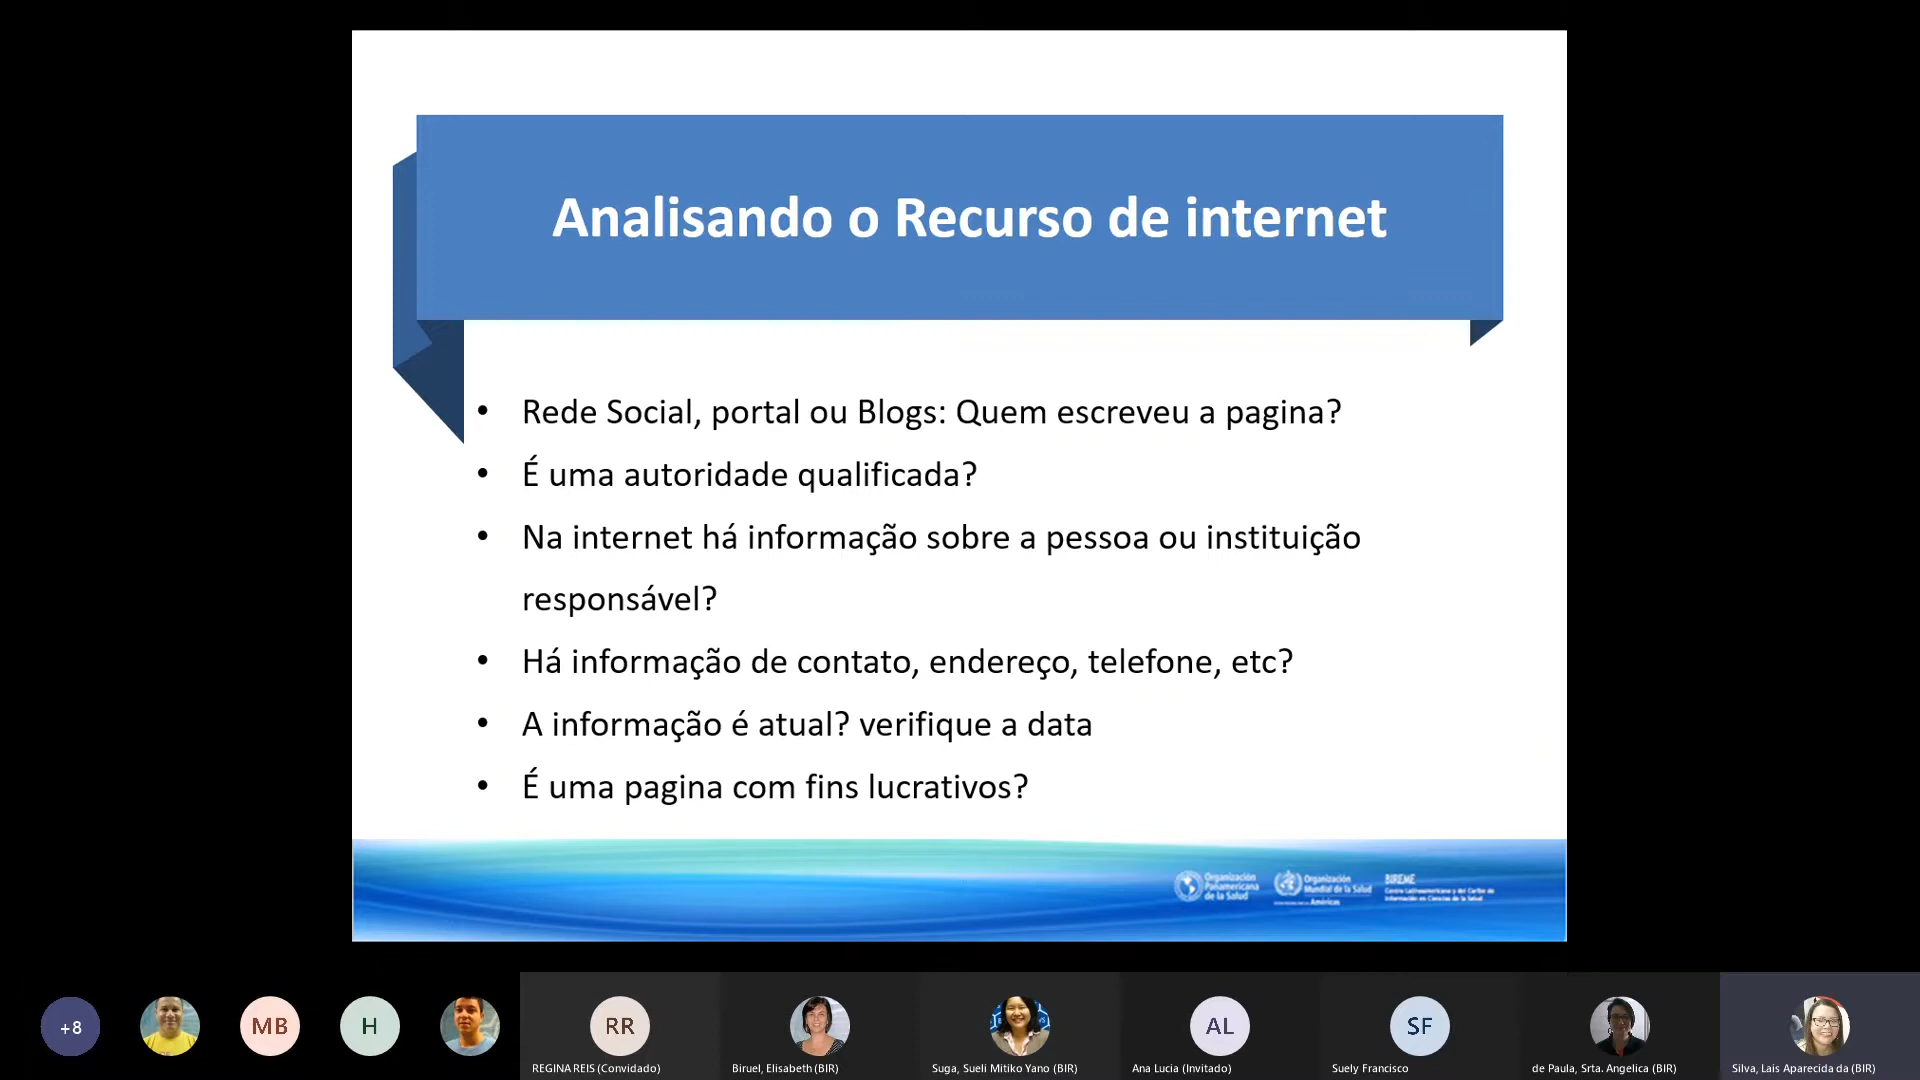 Analisando o Recurso de internet
• Rede Social, portal ou Blogs: Quem escreveu a pagina?
• É uma autoridade qualificada?
• Na internet há informação sobre a pessoa ou instituição
responsável?
• Há informação de contato, endereço, telefone, etc?
• A informação é atual? verifique a data
• É uma pagina com fins lucrativos?
Organización
Panamericana
de la Salud
Organización
Mundial de la Salud
Américas
BIREME
Centro Latinoamericano y del Caribe de
Información en Ciencias de la Salud
+8
MB
H
RR
AL
SF
REGINA REIS (Convidado)
Biruel, Elisabeth (BIR)
Suga, Sueli Mitiko Yano (BIR)
Ana Lucia (Invitado)
Suely Francisco
de Paula, Srta. Angelica (BIR)
Silva, Lais Aparecida da (BIR)